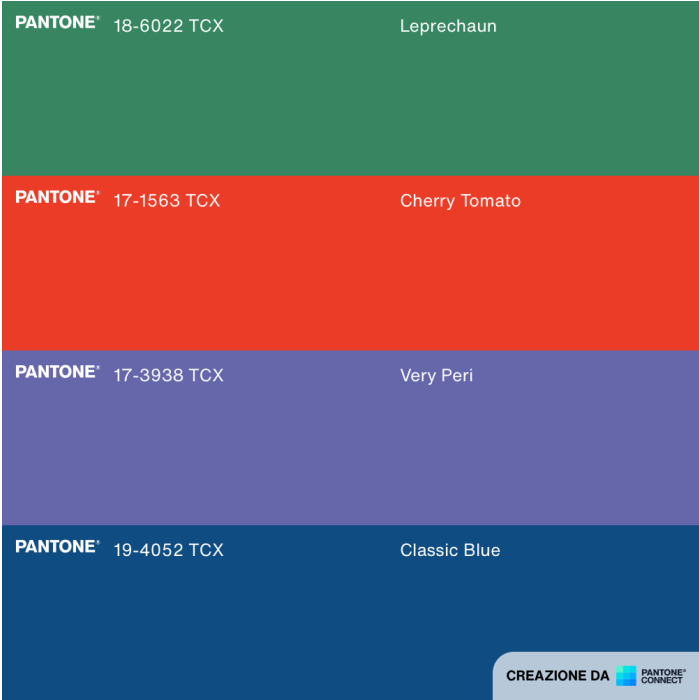 PANTONE® 18-6022 TCX Leprechaun
PANTONE® 17-1563 TCX Cherry Tomato
PANTONE® 17-3938 TCX Very Peri
PANTONE® 19-4052 TCX Classic Blue
CREAZIONE DA PANTONE® CONNECT